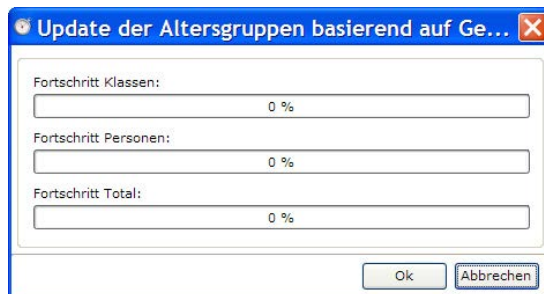 Update der Altersgruppen basierend auf Ge...
Fortschritt Klassen:
0 %
Fortschritt Personen:
0 %
Fortschritt Total:
0 %
Ok Abbrechen